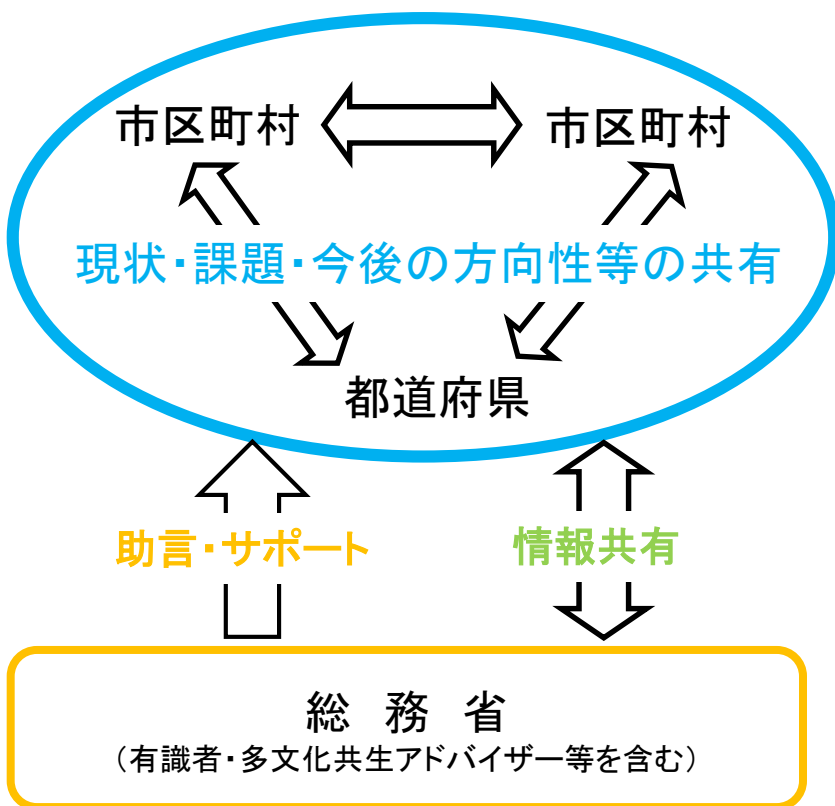 市区町村
市区町村
現状・課題・今後の方向性等の共有
都道府県
助言・サポート
情報共有
総 務 省
（有識者・多文化共生アドバイザー等を含む）